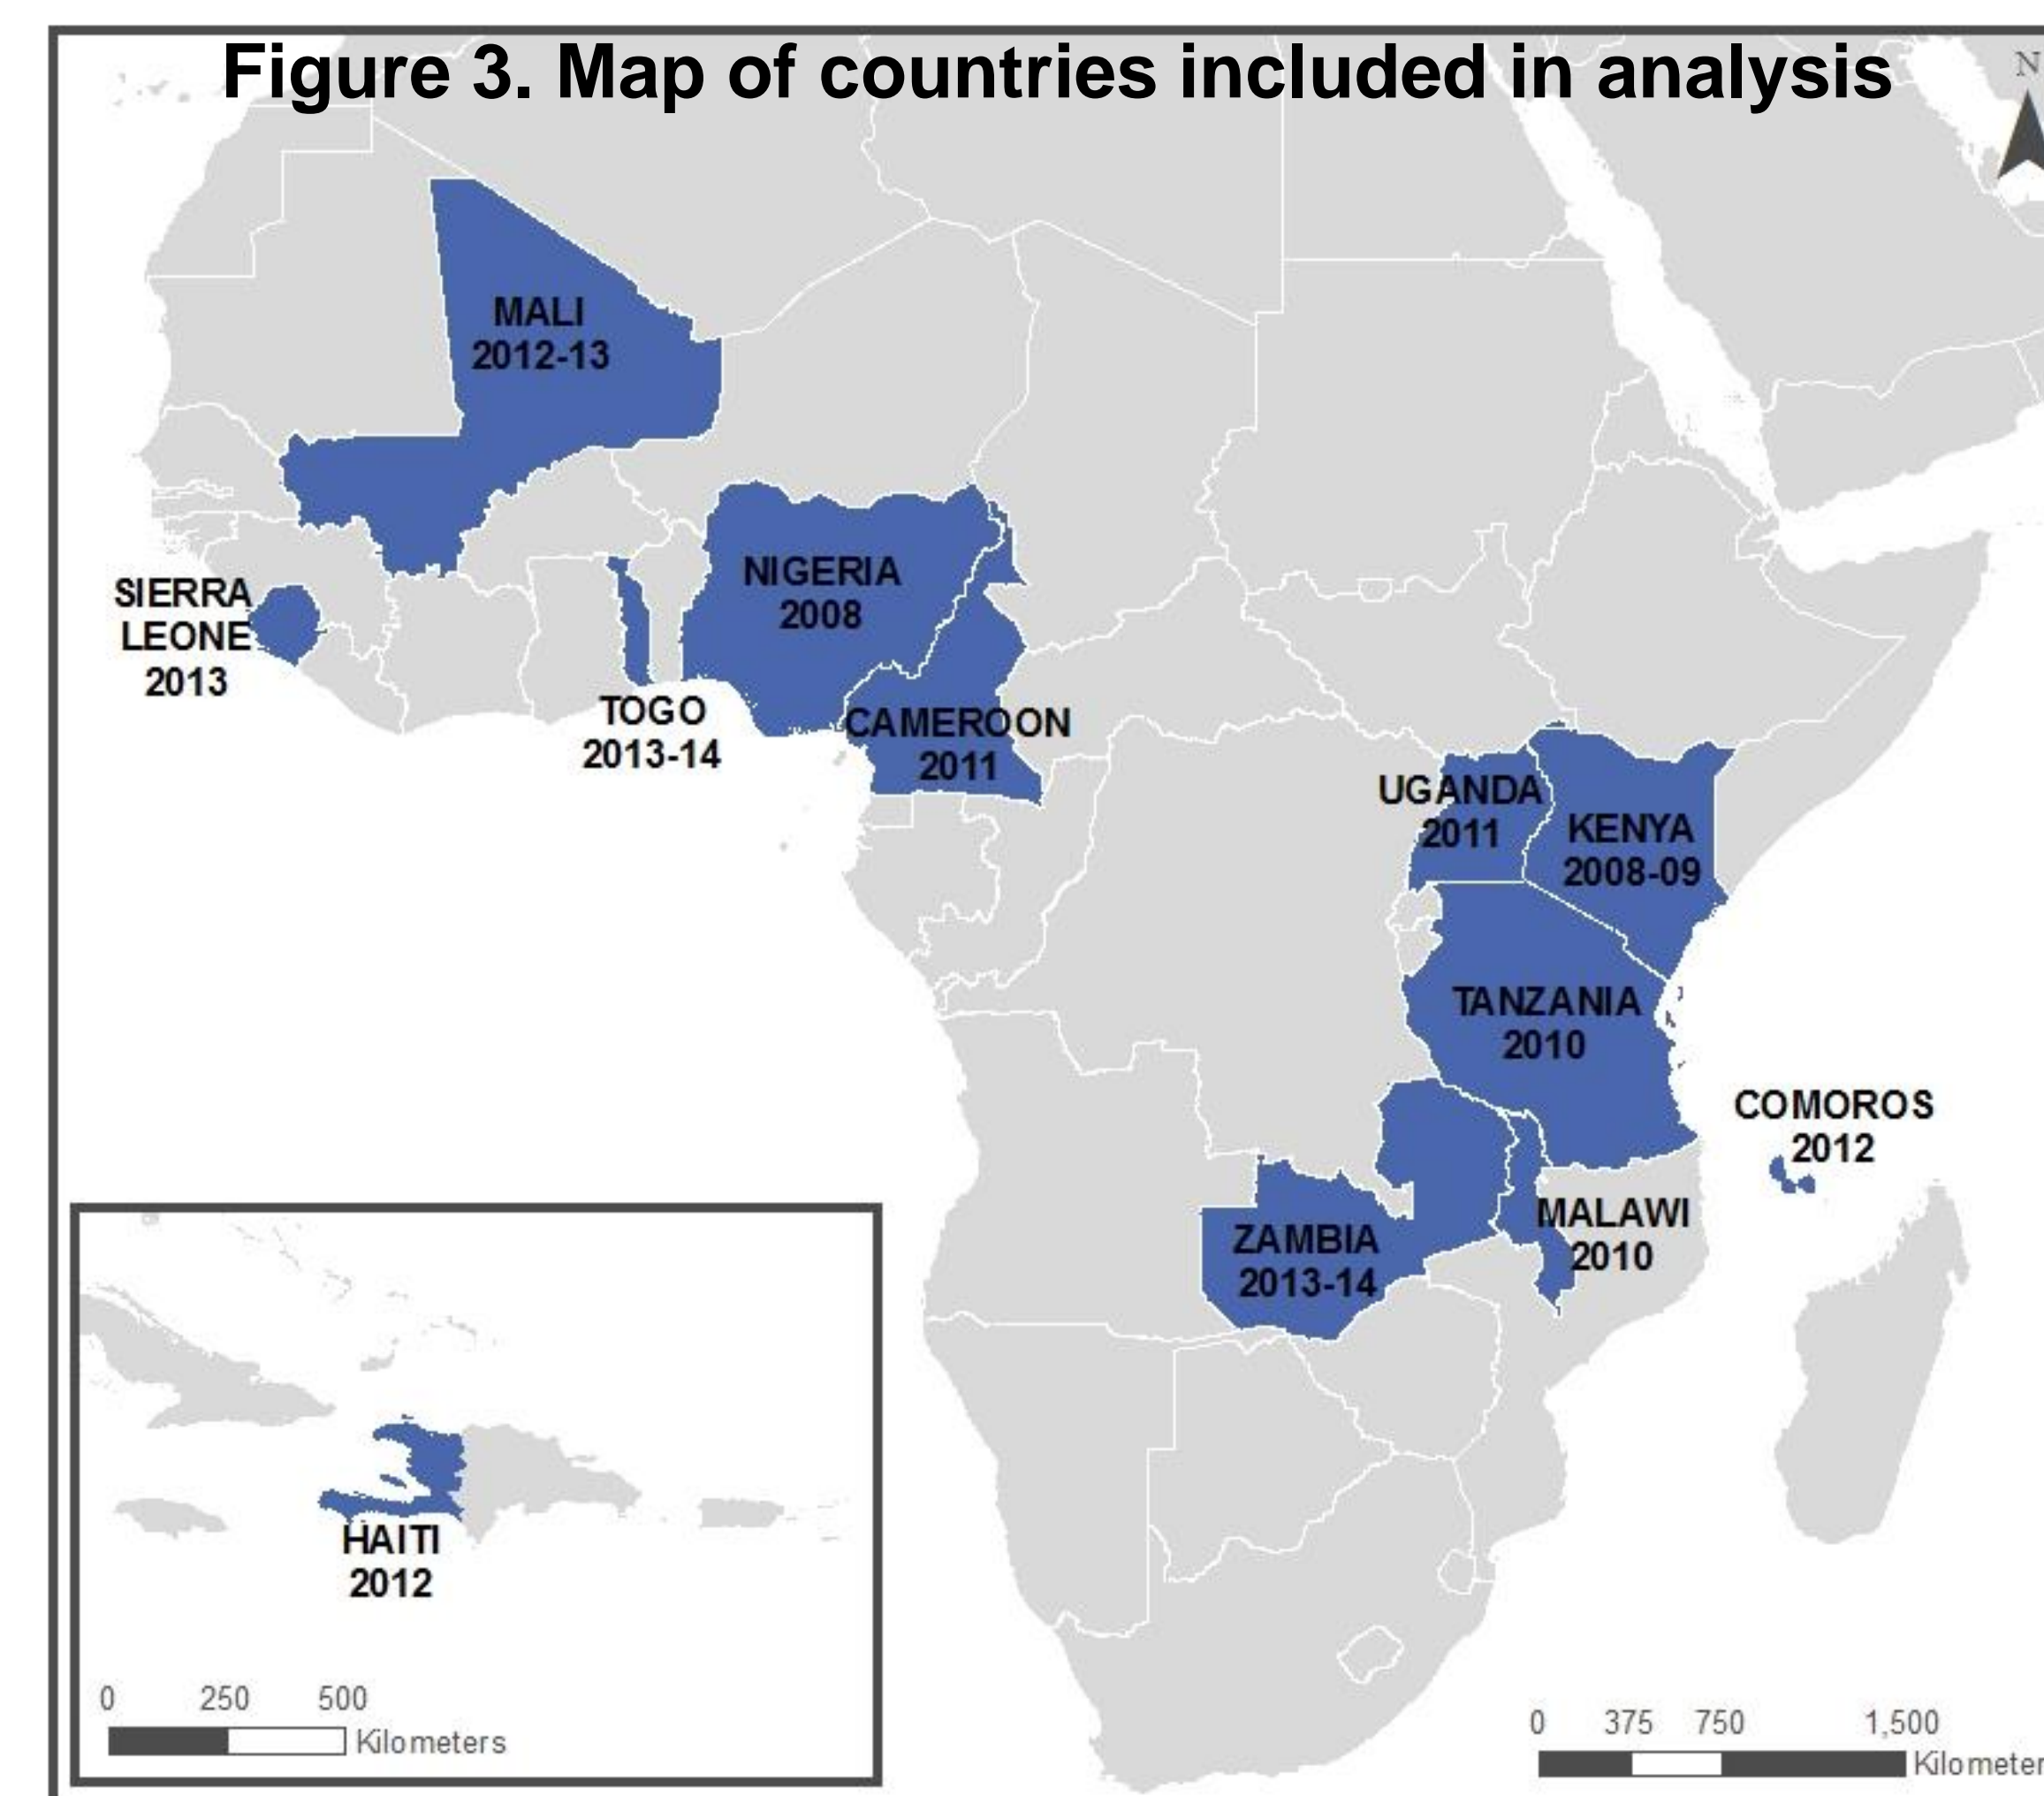 Figure 3. Map of countries included in analysis
N
MALI
2012-13
NIGERIA
2008
SIERRA
LEONE
2013
TOGO
2013-14
CAMEROON
2011
UGANDA
2011
KENYA
2008-09
TANZANIA
2010
COMOROS
2012
MALAWI
2010
ZAMBIA
2013-14
HAITI
2012
0 250 500
Kilometers
0 375 750 1,500
Kilometer